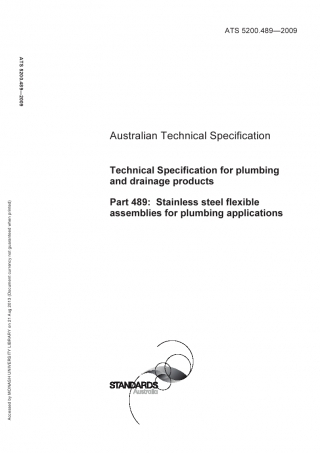 ATS 5200.489—2009
ATS 5200.489—2009
Australian Technical Specification
Technical Specification for plumbing
and drainage products
Part 489: Stainless steel flexible
assemblies for plumbing applications
Accessed by MONASH UNIVERSITY LIBRARY on 21 Aug 2010 (Document currency not guaranteed when printed)
STANDARDS
Australia